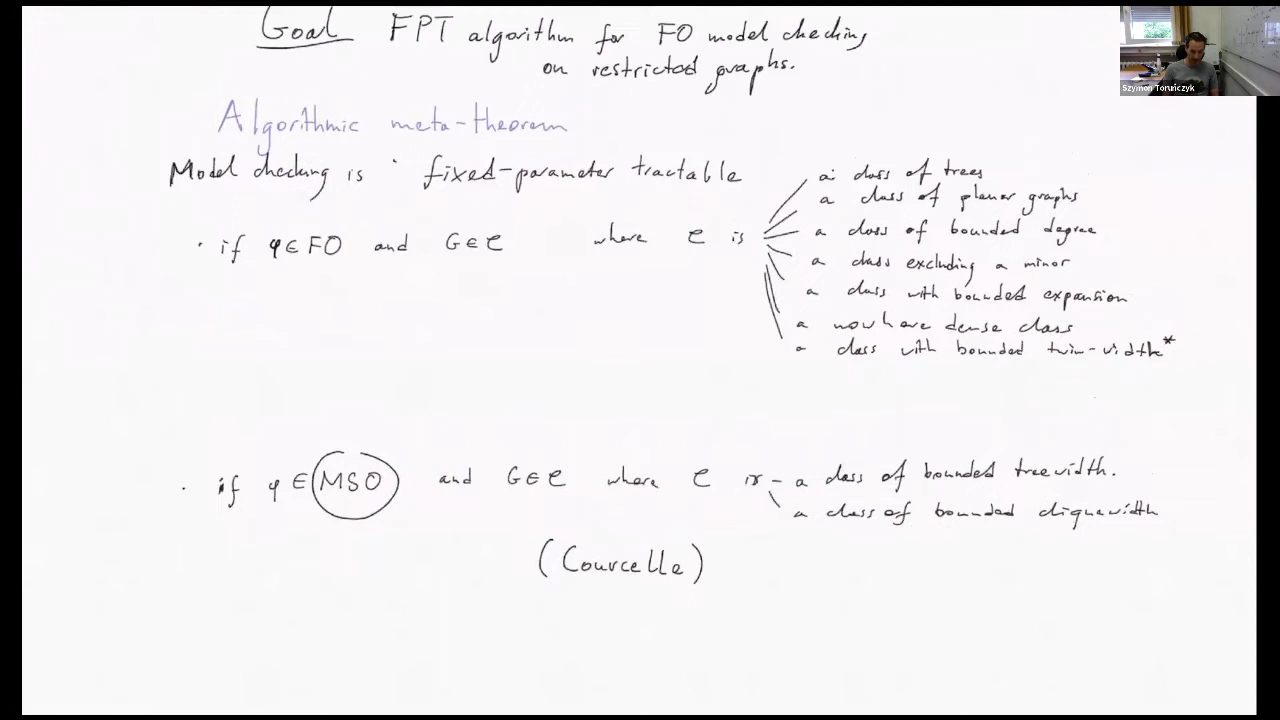 Goal FPT algorithm for FO model checking
on restricted graphs.
Algorithmic meta-theorem
Model checking is fixed-parameter tractable
· if φ ∈ FO and G ∈ C where C is
a class of trees
a class of planar graphs
a class of bounded degree
a class excluding a minor
a class with bounded expansion
a nowhere dense class
a class with bounded twin-width*
· if φ ∈ MSO and G ∈ C where C is - a class of bounded treewidth.
a class of bounded cliquewidth
(Courcelle)
Szymon Toruńczyk